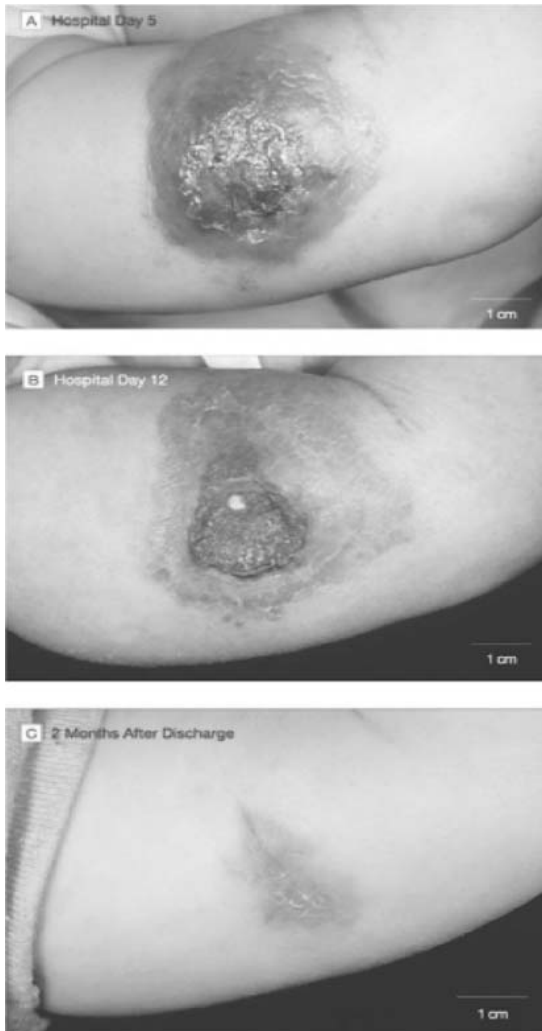 A Hospital Day 5
1 cm
B Hospital Day 12
1 cm
C 2 Months After Discharge
1 cm